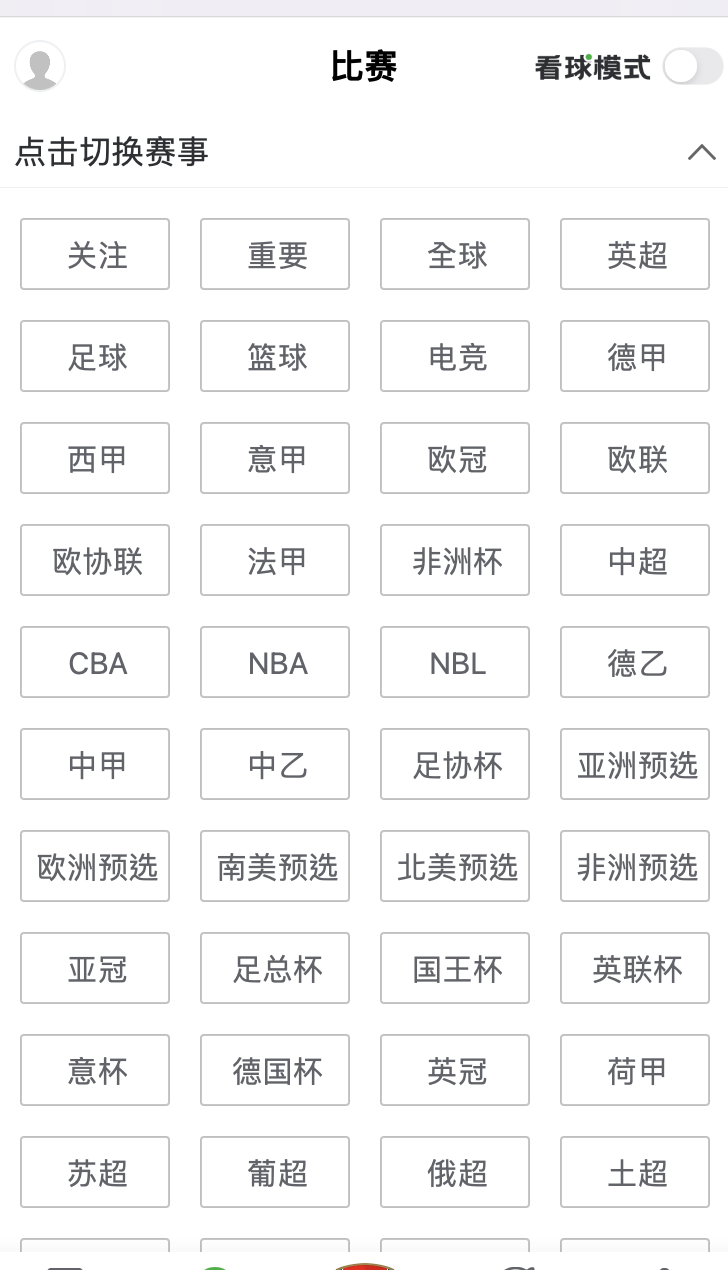 比赛 看球模式
点击切换赛事
关注 重要 全球 英超
足球 篮球 电竞 德甲
西甲 意甲 欧冠 欧联
欧协联 法甲 非洲杯 中超
CBA NBA NBL 德乙
中甲 中乙 足协杯 亚洲预选
欧洲预选 南美预选 北美预选 非洲预选
亚冠 足总杯 国王杯 英联杯
意杯 德国杯 英冠 荷甲
苏超 葡超 俄超 土超